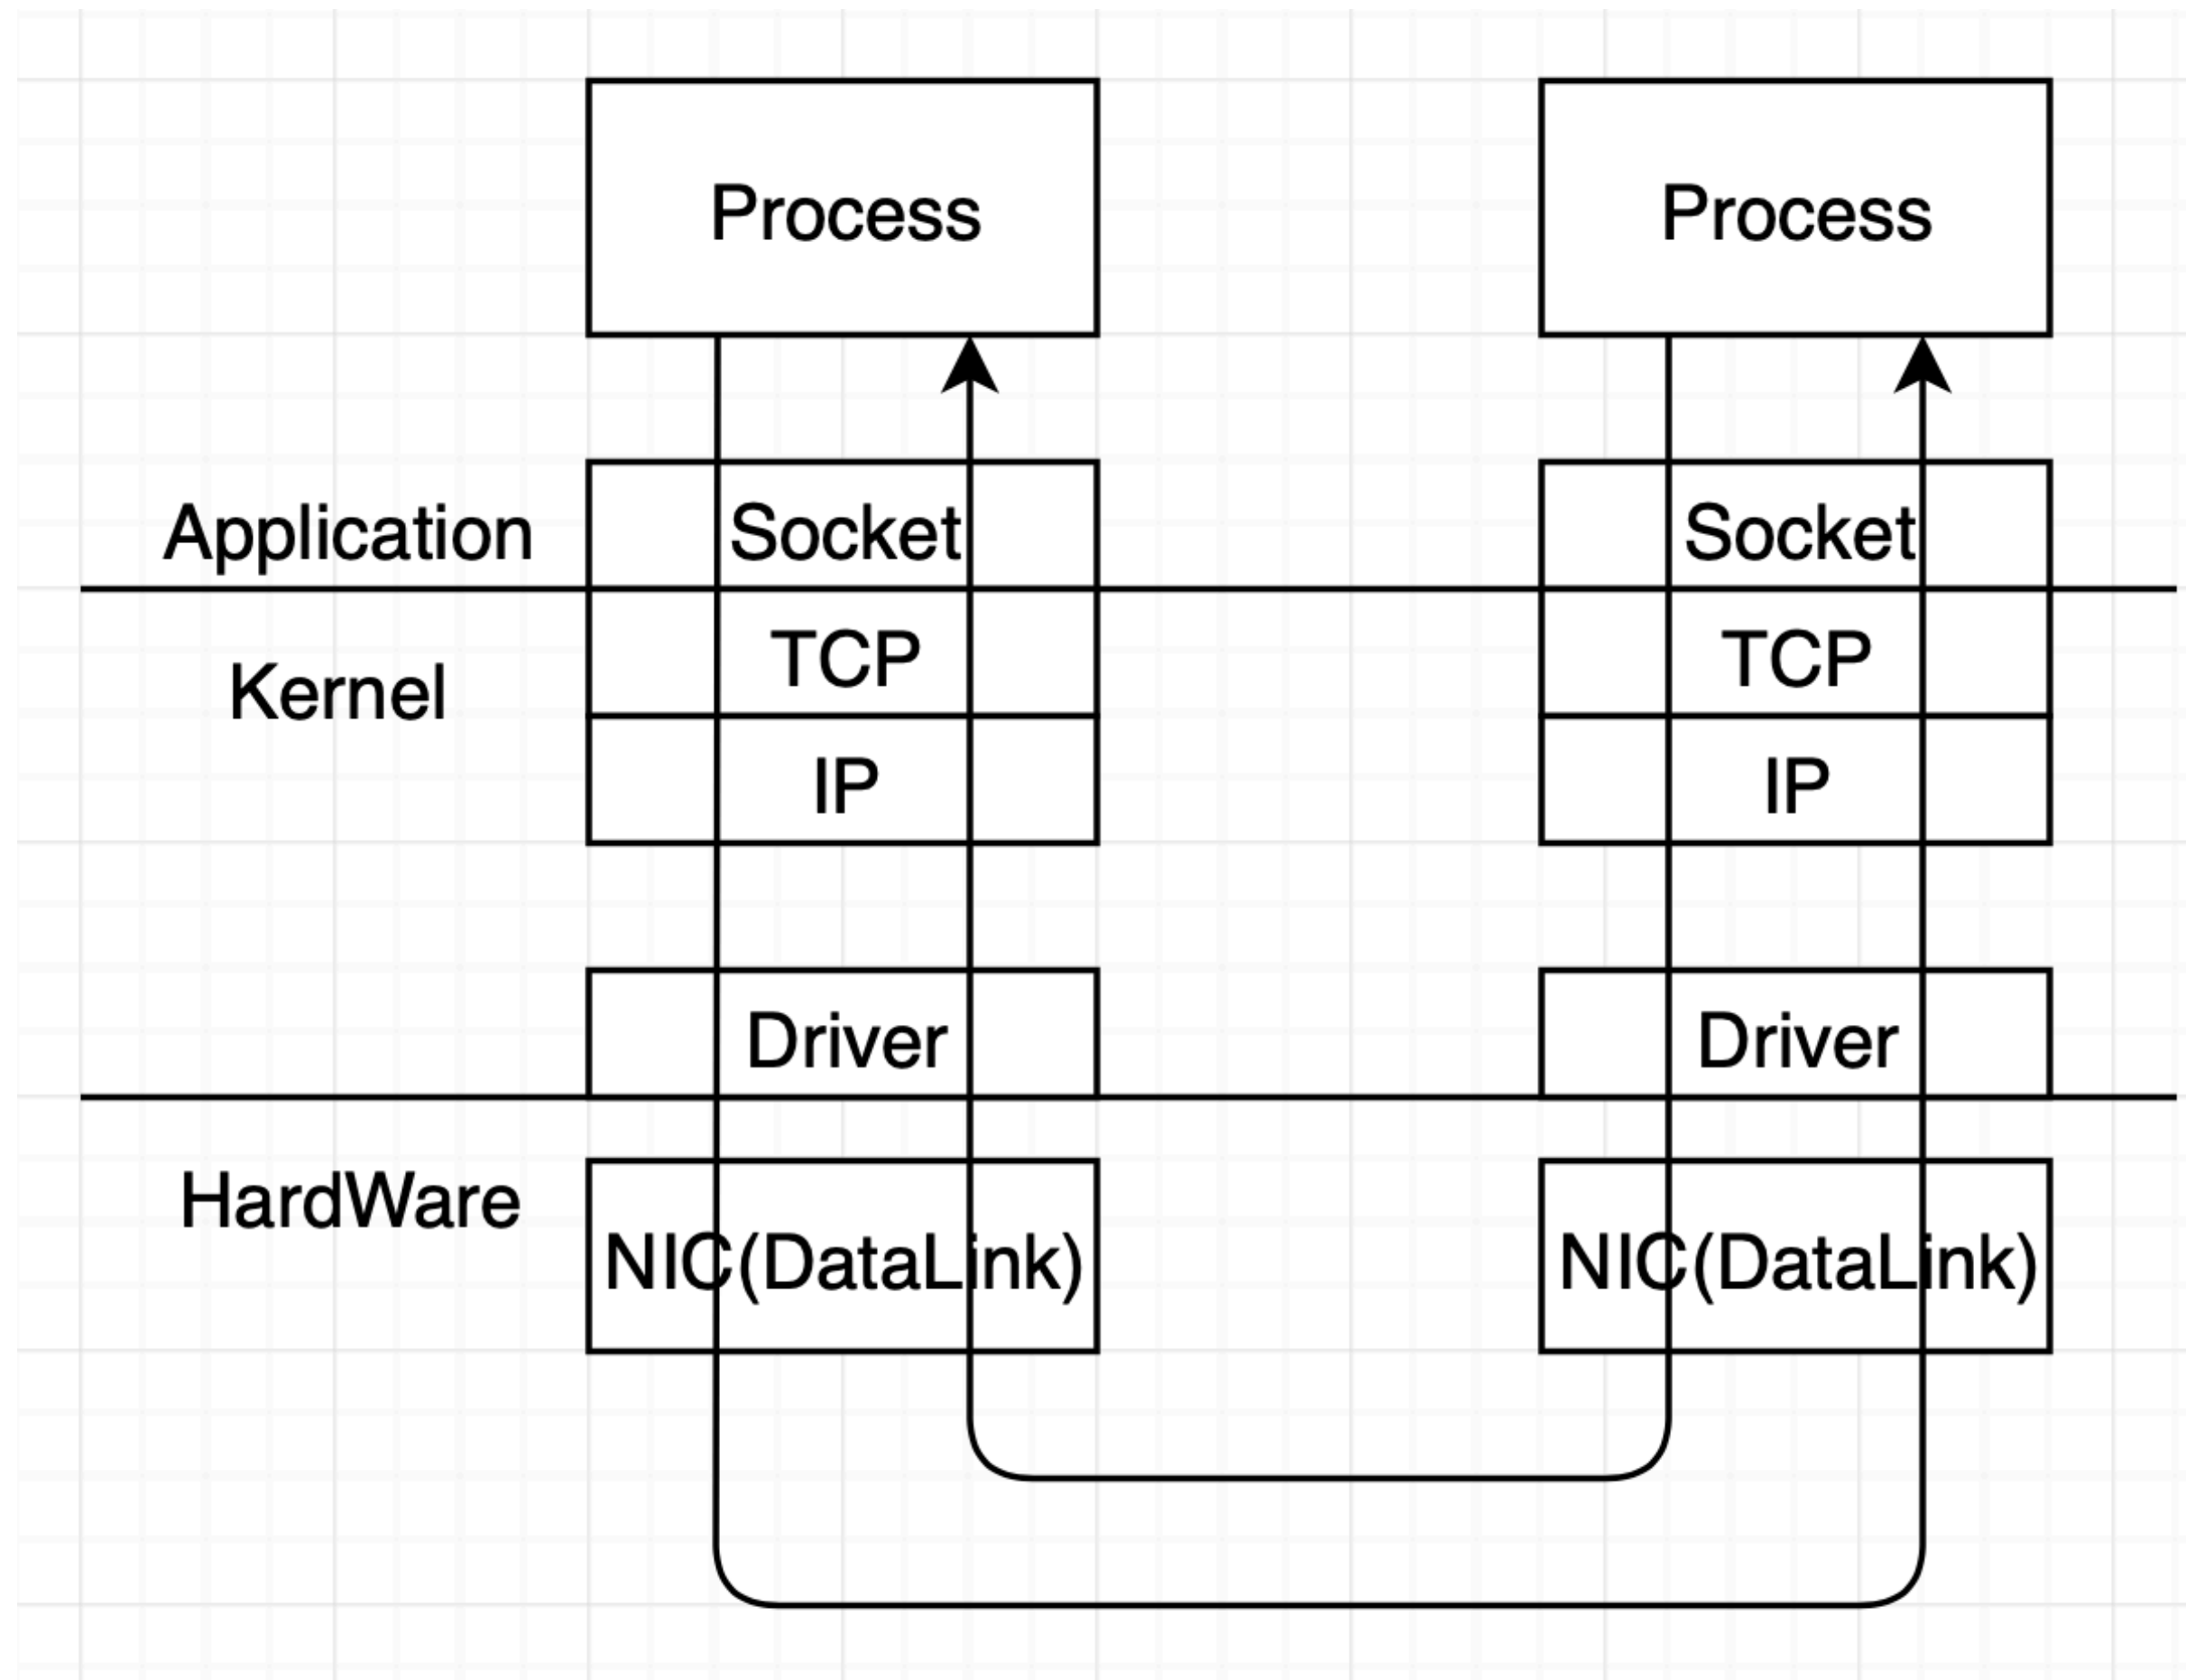 Process
Process
Application
Socket
Socket
Kernel
TCP
TCP
IP
IP
Driver
Driver
HardWare
NIC(DataLink)
NIC(DataLink)